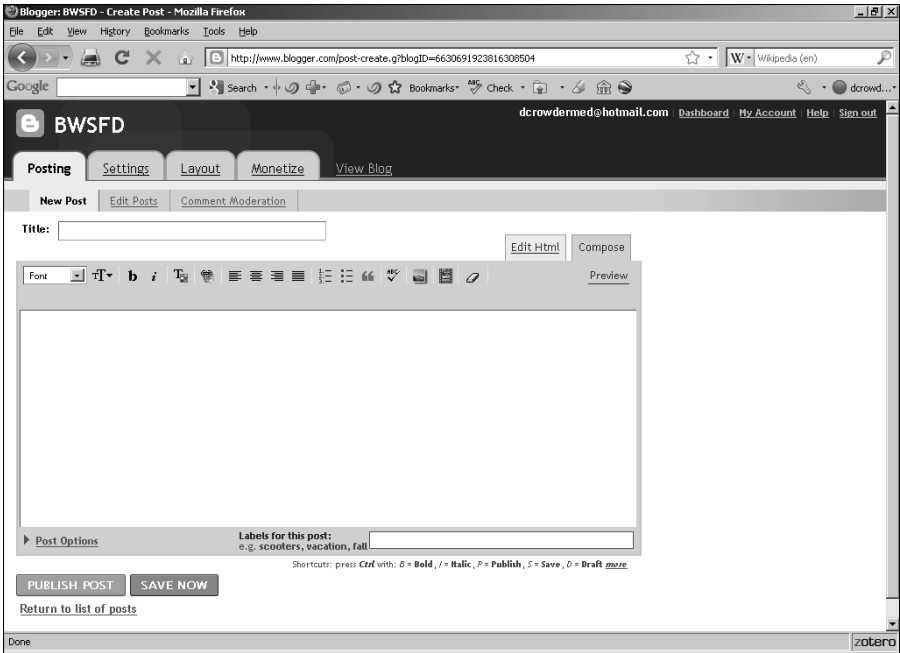 Blogger: BWSFD - Create Post - Mozilla Firefox
File Edit View History Bookmarks Tools Help
http://www.blogger.com/post-create.g?blogID=6630691923816308504 W Wikipedia (en)
Google Search Bookmarks ABC Check dcrowd...
dcrowdermed@hotmail.com | Dashboard | My Account | Help | Sign out
BWSFD
Posting Settings Layout Monetize View Blog
New Post Edit Posts Comment Moderation
Title:
Edit Html Compose
Font T b i T ABC Preview
Post Options
Labels for this post:
e.g. scooters, vacation, fall
Shortcuts: press Ctrl with: B = Bold, I = Italic, P = Publish, S = Save, D = Draft more
PUBLISH POST SAVE NOW
Return to list of posts
Done zotero